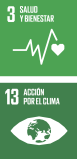 3 SALUD
Y BIENESTAR
13 ACCIÓN
POR EL CLIMA